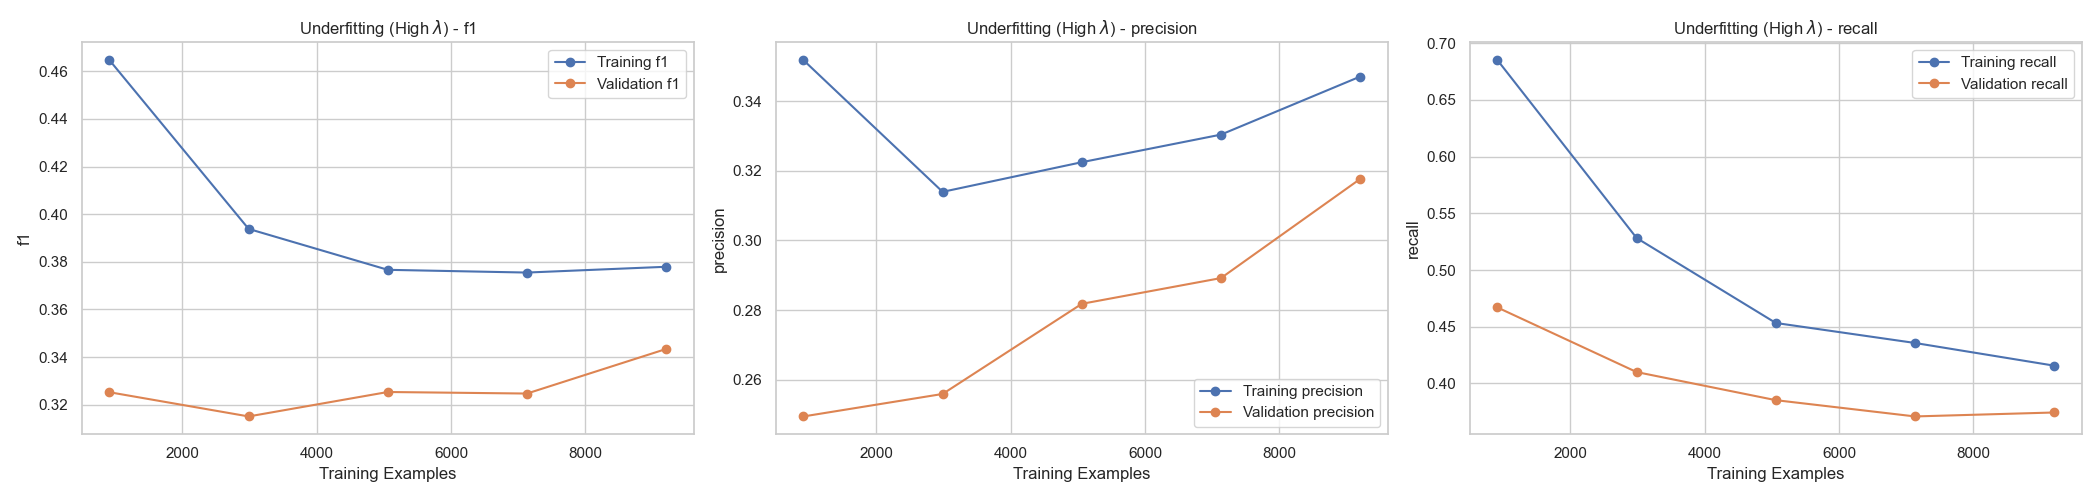 Underfitting (High λ) - f1
Training f1
Validation f1
f1
0.46
0.44
0.42
0.40
0.38
0.36
0.34
0.32
2000
4000
6000
8000
Training Examples
Underfitting (High λ) - precision
Training precision
Validation precision
precision
0.34
0.32
0.30
0.28
0.26
2000
4000
6000
8000
Training Examples
Underfitting (High λ) - recall
Training recall
Validation recall
recall
0.70
0.65
0.60
0.55
0.50
0.45
0.40
2000
4000
6000
8000
Training Examples